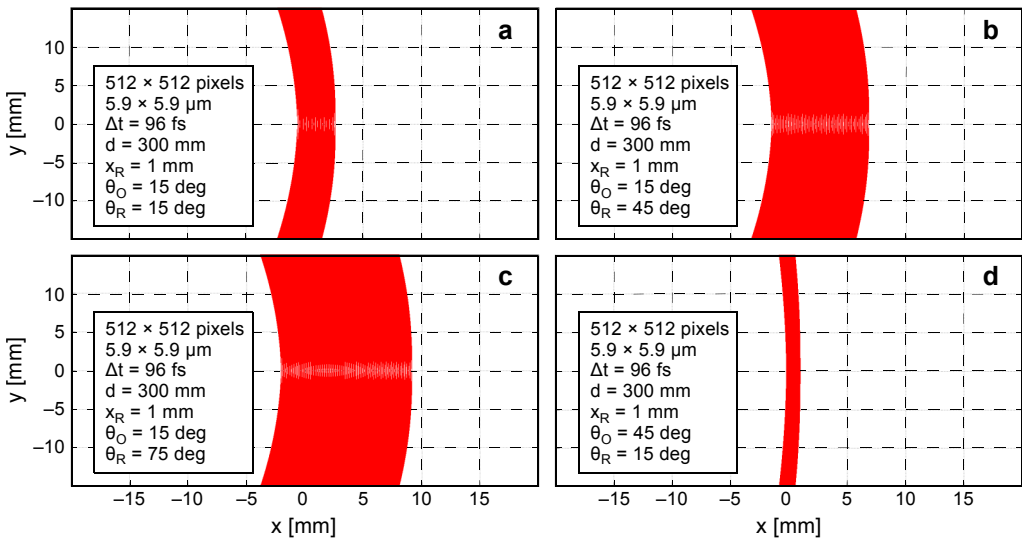 a
y [mm]
10
5
0
−5
−10
512 × 512 pixels
5.9 × 5.9 µm
Δt = 96 fs
d = 300 mm
x_R = 1 mm
θ_O = 15 deg
θ_R = 15 deg
b
512 × 512 pixels
5.9 × 5.9 µm
Δt = 96 fs
d = 300 mm
x_R = 1 mm
θ_O = 15 deg
θ_R = 45 deg
c
y [mm]
10
5
0
−5
−10
512 × 512 pixels
5.9 × 5.9 µm
Δt = 96 fs
d = 300 mm
x_R = 1 mm
θ_O = 15 deg
θ_R = 75 deg
−15 −10 −5 0 5 10 15
x [mm]
d
512 × 512 pixels
5.9 × 5.9 µm
Δt = 96 fs
d = 300 mm
x_R = 1 mm
θ_O = 45 deg
θ_R = 15 deg
−15 −10 −5 0 5 10 15
x [mm]